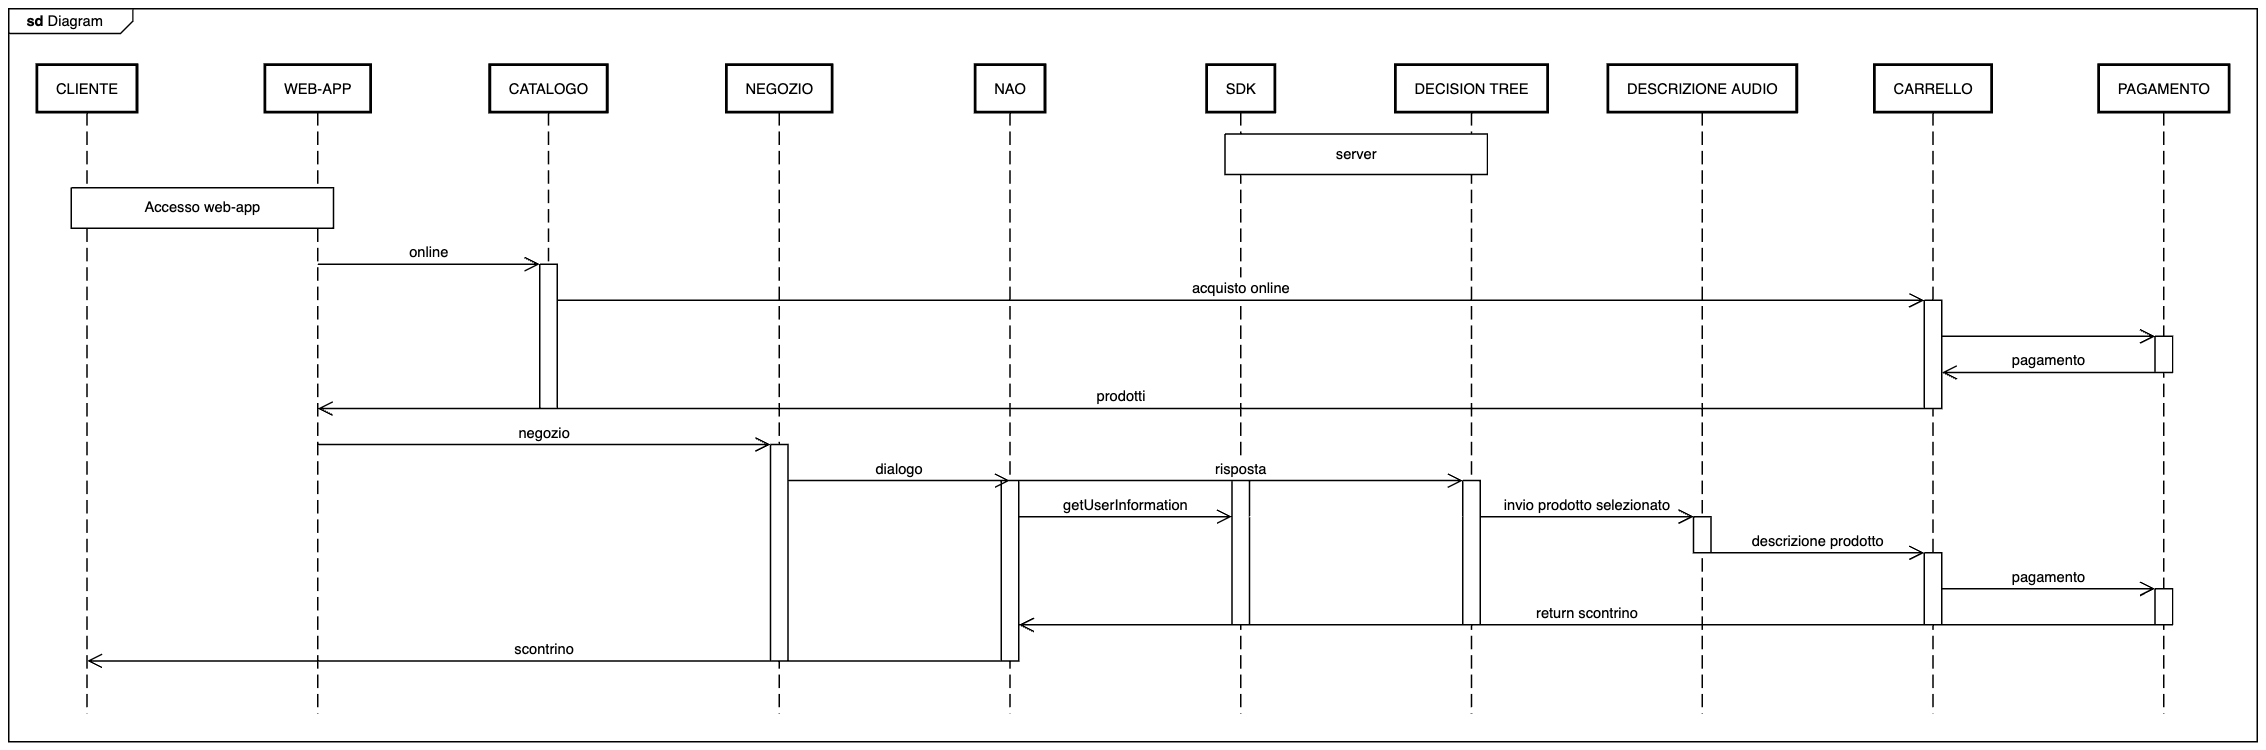 sd Diagram
CLIENTE
WEB-APP
CATALOGO
NEGOZIO
NAO
SDK
DECISION TREE
DESCRIZIONE AUDIO
CARRELLO
PAGAMENTO
server
Accesso web-app
online
acquisto online
pagamento
prodotti
negozio
dialogo
risposta
getUserInformation
invio prodotto selezionato
descrizione prodotto
pagamento
return scontrino
scontrino